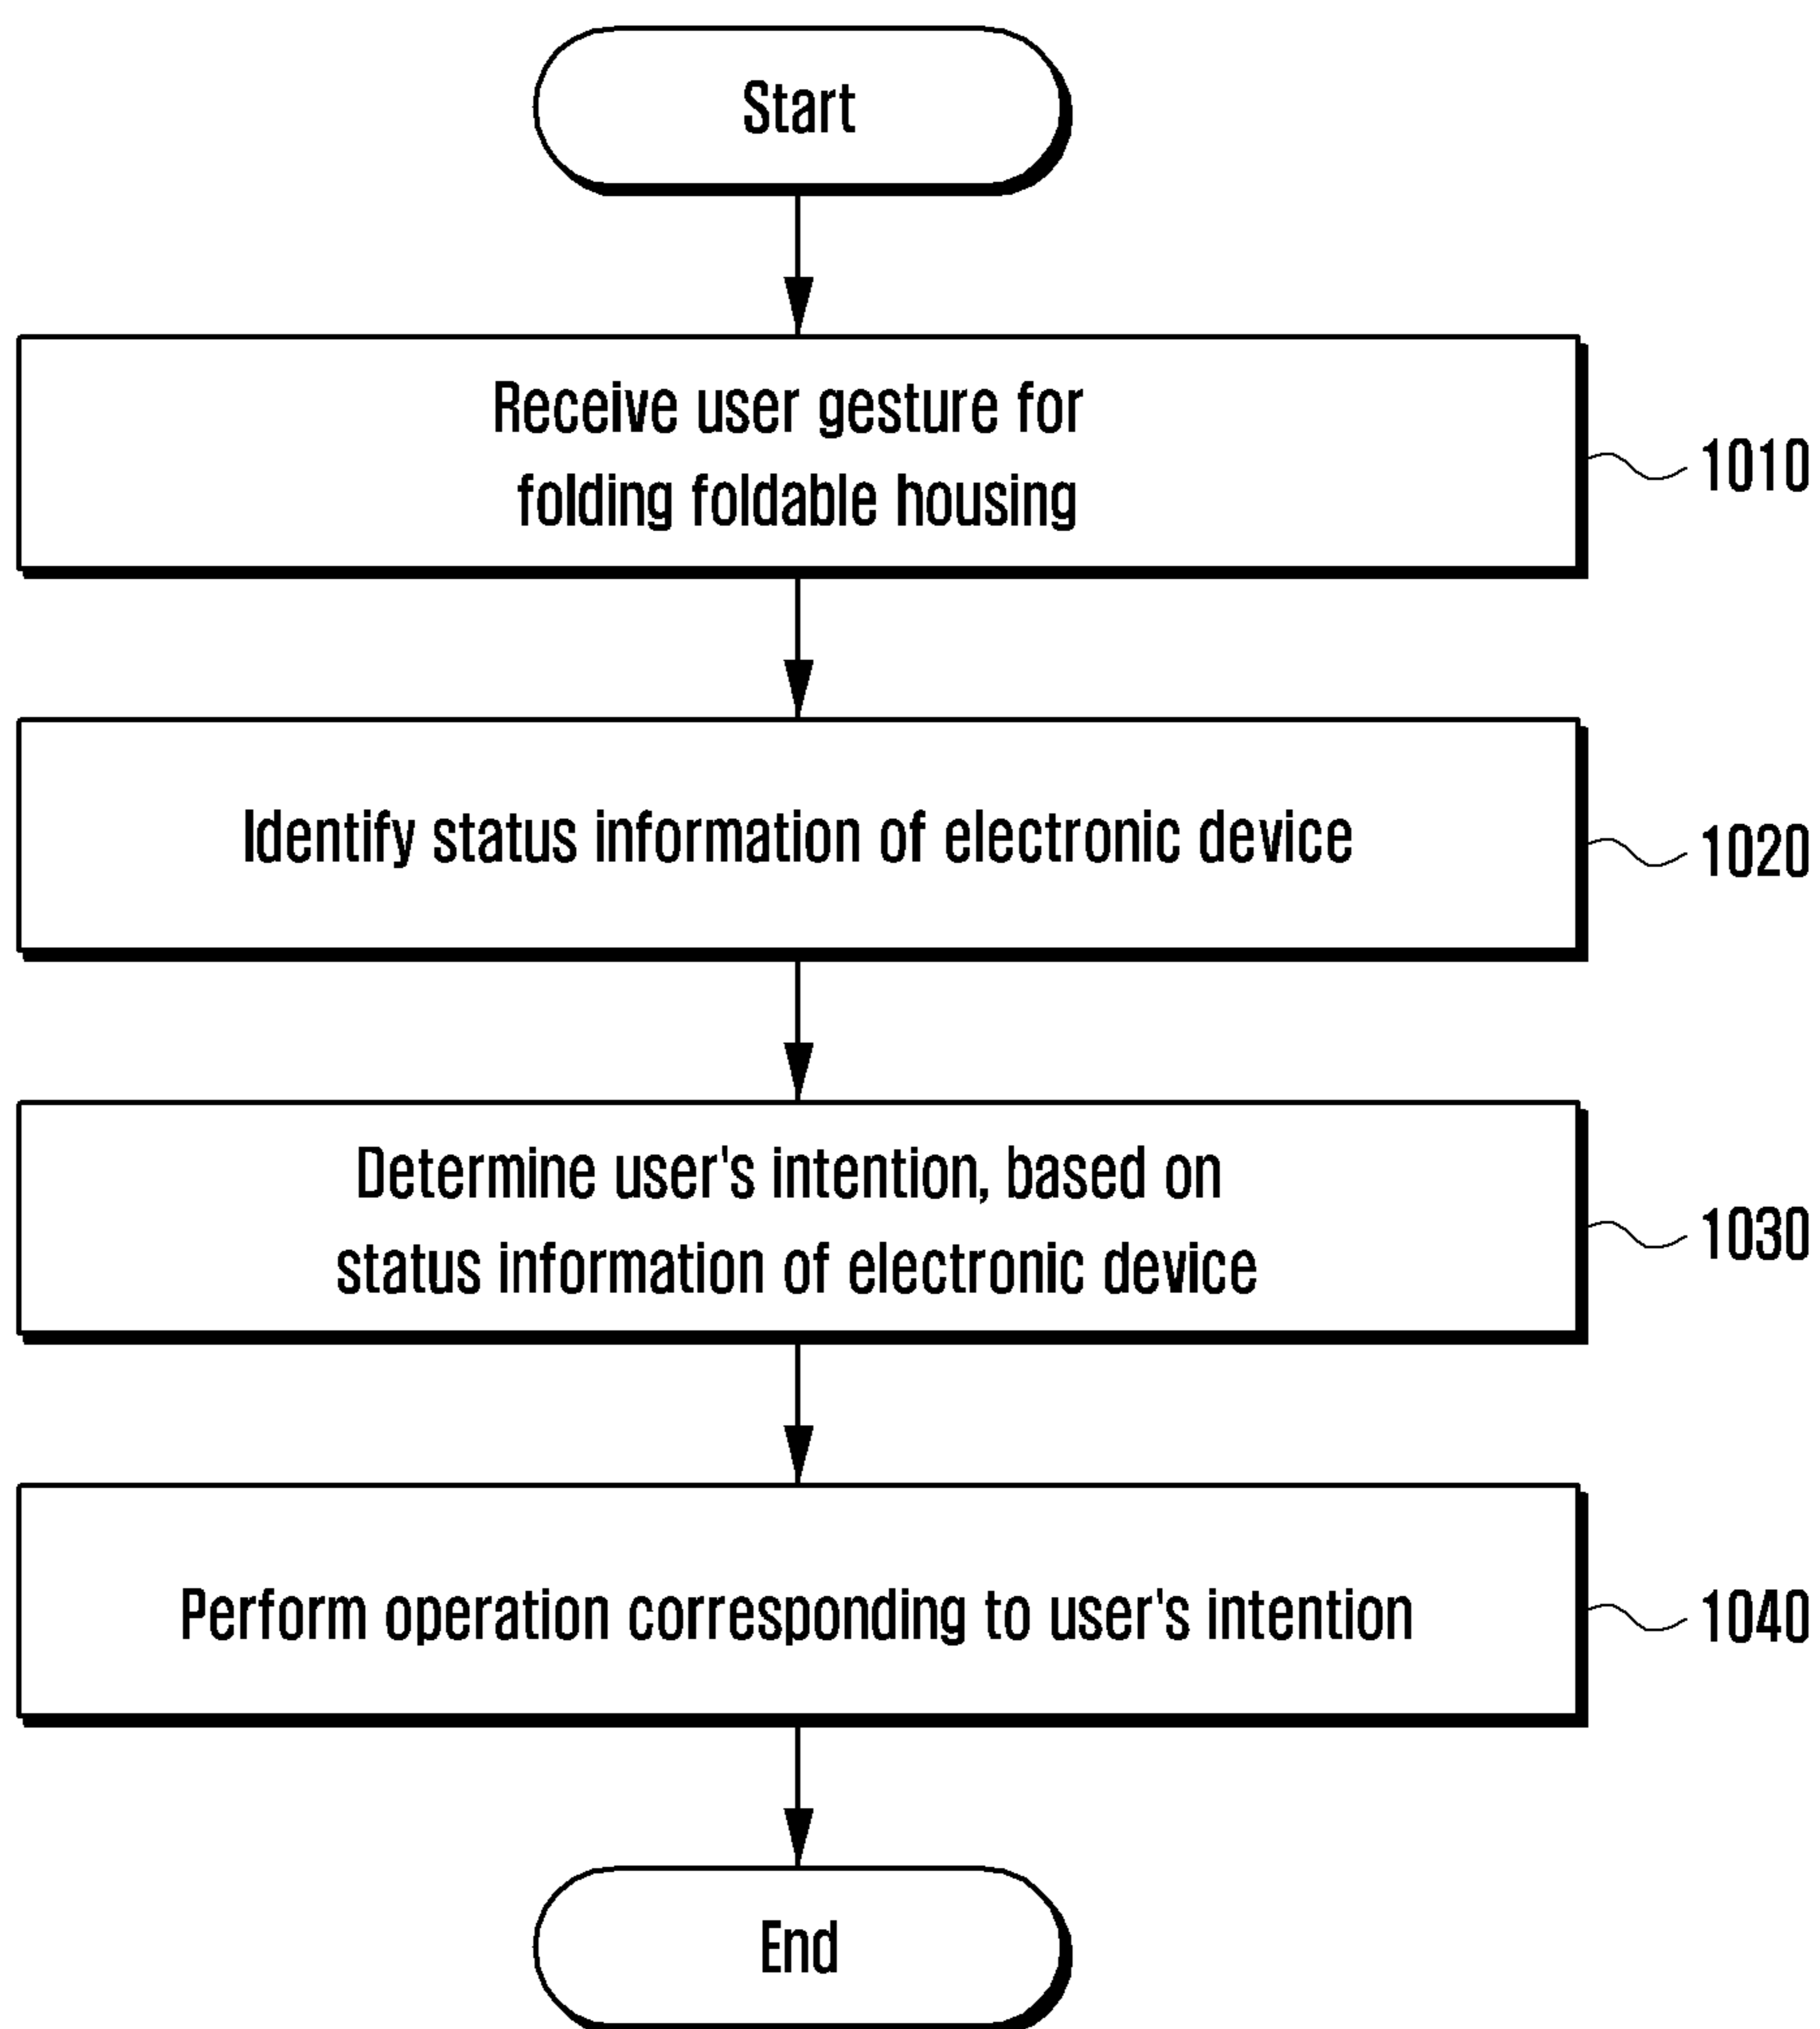 Start
Receive user gesture for
folding foldable housing
1010
Identify status information of electronic device
1020
Determine user's intention, based on
status information of electronic device
1030
Perform operation corresponding to user's intention
1040
End